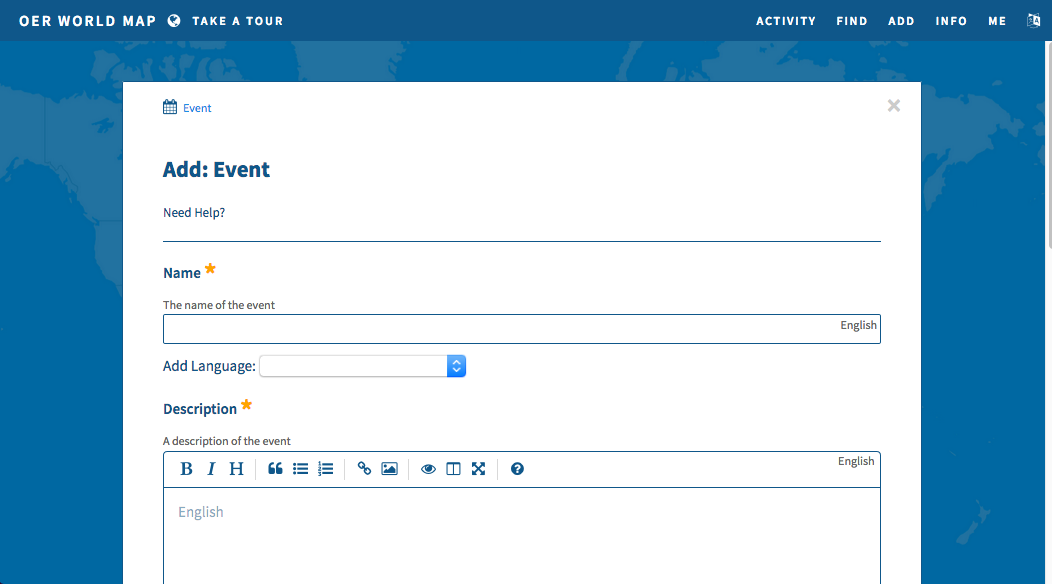 OER WORLD MAP TAKE A TOUR ACTIVITY FIND ADD INFO ME
Event
Add: Event
Need Help?
Name *
The name of the event
English
Add Language:
Description *
A description of the event
B I H English
English